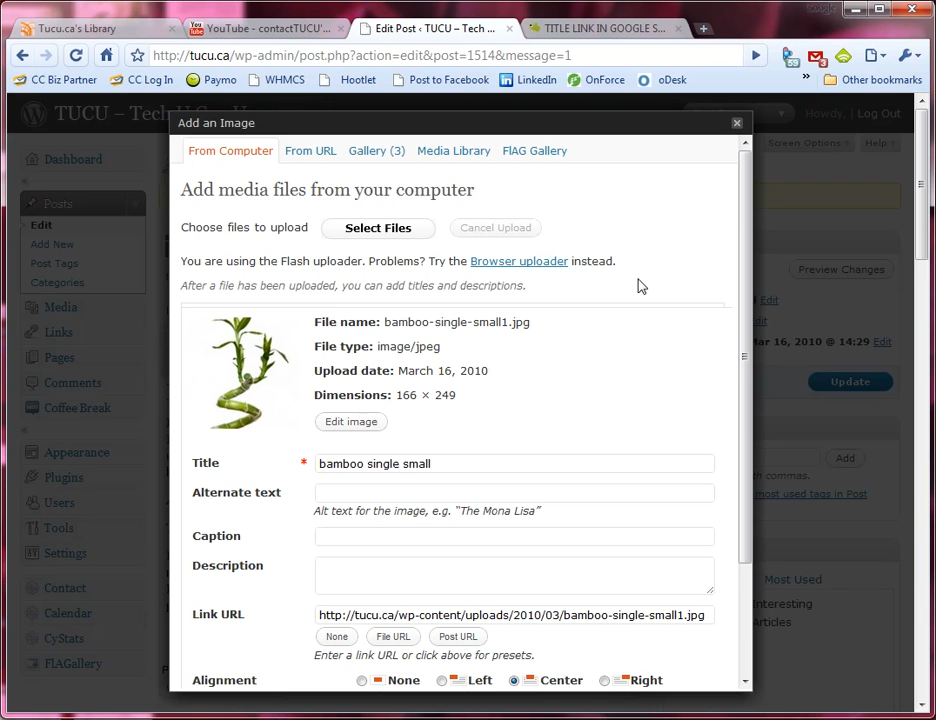 Google
Tucu.ca's Library
You Tube YouTube - contactTUCU'...
Edit Post ‹ TUCU – Tech ...
TITLE LINK IN GOOGLE S...
http://tucu.ca/wp-admin/post.php?action=edit&post=1514&message=1
59
3
CC Biz Partner CC Log In Paymo WHMCS Hootlet Post to Facebook LinkedIn OnForce oDesk » Other bookmarks
TUCU – Tech U
Howdy, | Log Out
Add an Image
Screen Options Help
Dashboard
Posts
Edit
Add New
Post Tags
Categories
Media
Links
Pages
Comments
Coffee Break
Appearance
Plugins
Users
Tools
Settings
Contact
Calendar
CyStats
FlAGallery
From Computer From URL Gallery (3) Media Library FlAG Gallery
Add media files from your computer
Choose files to upload Select Files Cancel Upload
You are using the Flash uploader. Problems? Try the Browser uploader instead.
After a file has been uploaded, you can add titles and descriptions.
File name: bamboo-single-small1.jpg
File type: image/jpeg
Upload date: March 16, 2010
Dimensions: 166 × 249
Edit image
Title * bamboo single small
Alternate text
Alt text for the image, e.g. “The Mona Lisa”
Caption
Description
Link URL http://tucu.ca/wp-content/uploads/2010/03/bamboo-single-small1.jpg
None File URL Post URL
Enter a link URL or click above for presets.
Alignment None Left Center Right
Preview Changes
Edit
Edit
Mar 16, 2010 @ 14:29 Edit
Update
Add
commas.
most used tags in Post
Most Used
Interesting
Articles